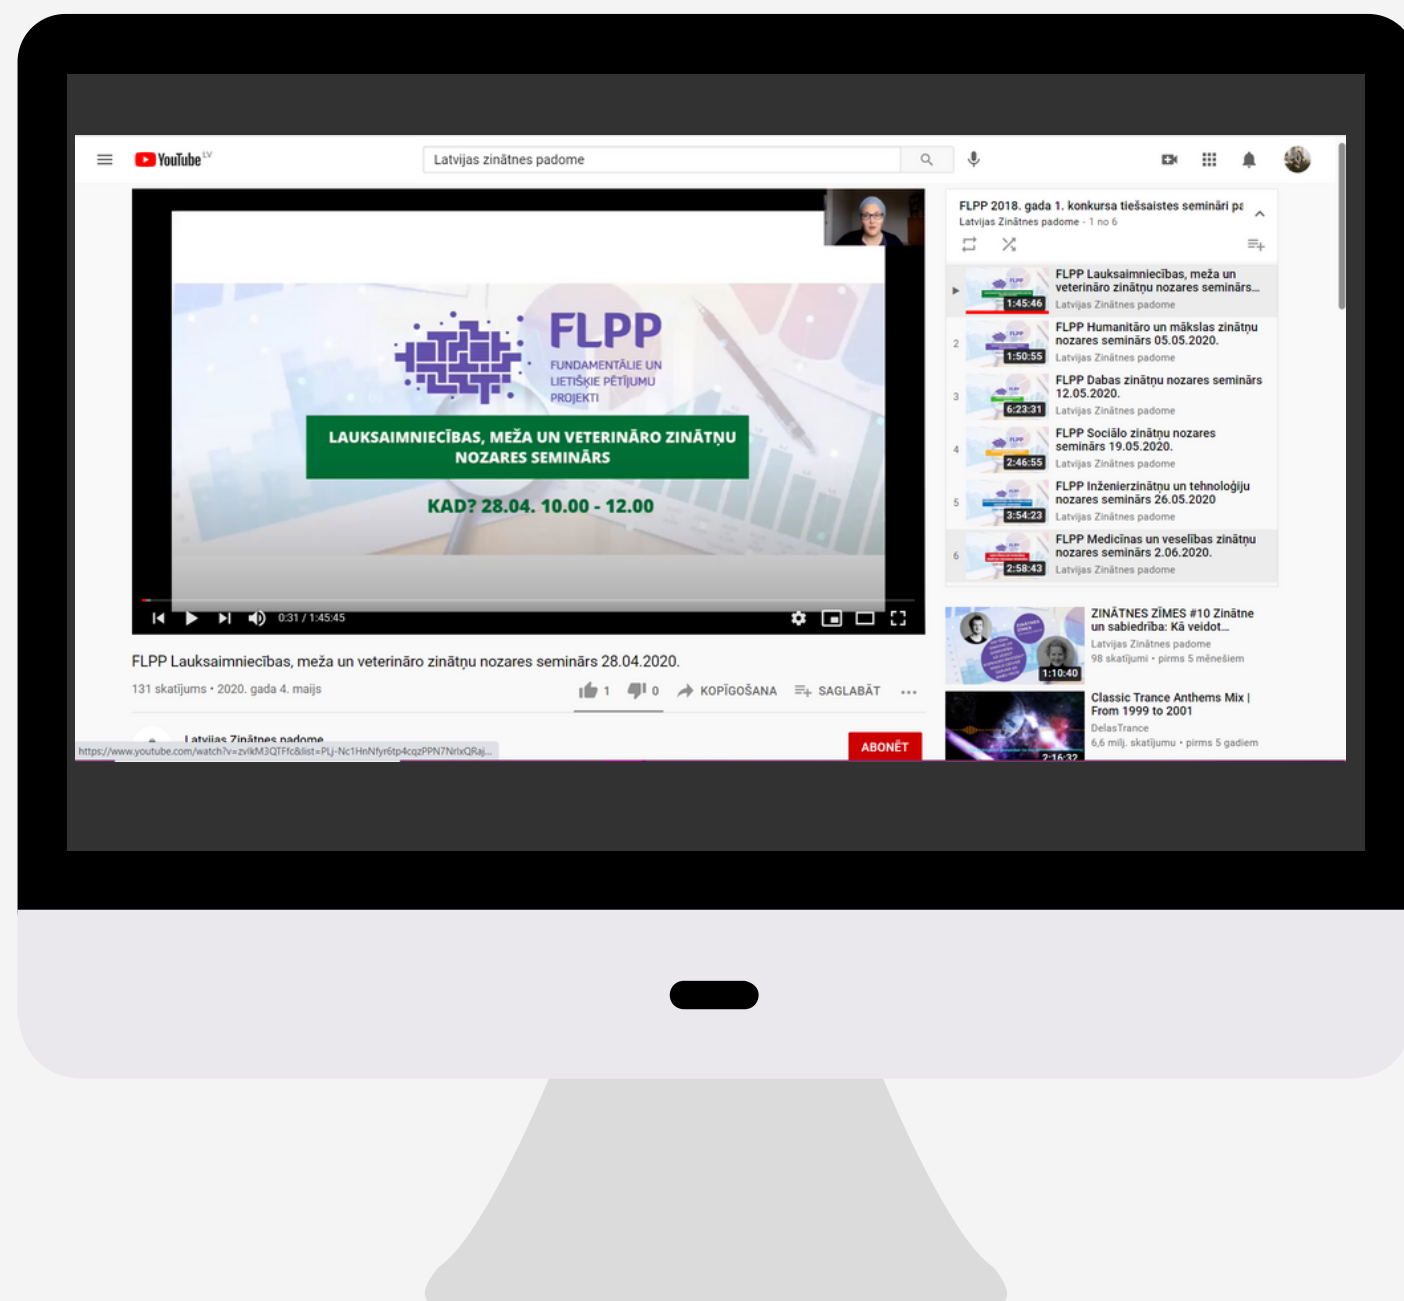 YouTube LV
Latvijas zinātnes padome
FLPP
FUNDAMENTĀLIE UN
LIETIŠĶIE PĒTĪJUMU
PROJEKTI
LAUKSAIMNIECĪBAS, MEŽA UN VETERINĀRO ZINĀTŅU
NOZARES SEMINĀRS
KAD? 28.04. 10.00 - 12.00
0:31 / 1:45:45
FLPP Lauksaimniecības, meža un veterināro zinātņu nozares seminārs 28.04.2020.
131 skatījums • 2020. gada 4. maijs
1
0
KOPĪGOŠANA
SAGLABĀT
Latvijas Zinātnes padome
ABONĒT
FLPP 2018. gada 1. konkursa tiešsaistes semināri
Latvijas Zinātnes padome - 1 no 6
FLPP Lauksaimniecības, meža un
veterināro zinātņu nozares seminārs...
1:45:46
Latvijas Zinātnes padome
2
FLPP Humanitāro un mākslas zinātņu
nozares seminārs 05.05.2020.
1:50:55
Latvijas Zinātnes padome
3
FLPP Dabas zinātņu nozares seminārs
12.05.2020.
6:23:31
Latvijas Zinātnes padome
4
FLPP Sociālo zinātņu nozares
seminārs 19.05.2020.
2:46:55
Latvijas Zinātnes padome
5
FLPP Inženierzinātņu un tehnoloģiju
nozares seminārs 26.05.2020
3:54:23
Latvijas Zinātnes padome
6
FLPP Medicīnas un veselības zinātņu
nozares seminārs 2.06.2020.
2:58:43
Latvijas Zinātnes padome
ZINĀTNES ZĪMES #10 Zinātne
un sabiedrība: Kā veidot...
Latvijas Zinātnes padome
98 skatījumi • pirms 5 mēnešiem
1:10:40
Classic Trance Anthems Mix |
From 1999 to 2001
DelasTrance
6,6 milj. skatījumu • pirms 5 gadiem
2:16:32